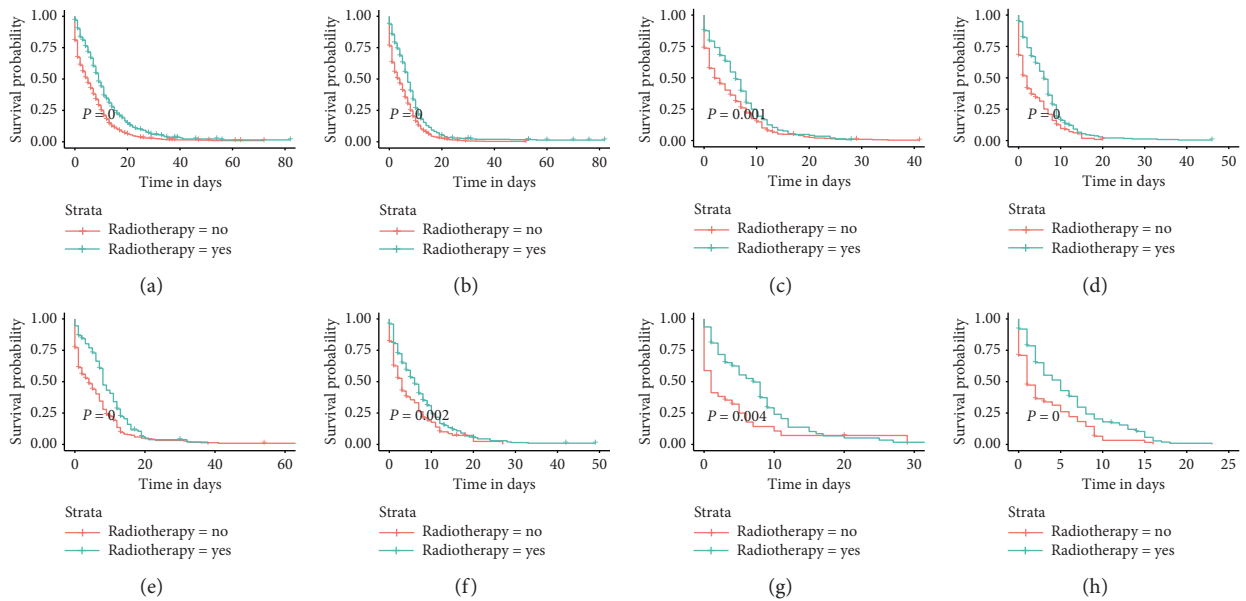 Survival probability
1.00
0.75
0.50
0.25
0.00
P = 0
0 20 40 60 80
Time in days
Strata
Radiotherapy = no
Radiotherapy = yes
(a)
Survival probability
1.00
0.75
0.50
0.25
0.00
P = 0
0 20 40 60 80
Time in days
Strata
Radiotherapy = no
Radiotherapy = yes
(b)
Survival probability
1.00
0.75
0.50
0.25
0.00
P = 0.001
0 10 20 30 40
Time in days
Strata
Radiotherapy = no
Radiotherapy = yes
(c)
Survival probability
1.00
0.75
0.50
0.25
0.00
P = 0
0 10 20 30 40 50
Time in days
Strata
Radiotherapy = no
Radiotherapy = yes
(d)
Survival probability
1.00
0.75
0.50
0.25
0.00
P = 0
0 20 40 60
Time in days
Strata
Radiotherapy = no
Radiotherapy = yes
(e)
Survival probability
1.00
0.75
0.50
0.25
0.00
P = 0.002
0 10 20 30 40 50
Time in days
Strata
Radiotherapy = no
Radiotherapy = yes
(f)
Survival probability
1.00
0.75
0.50
0.25
0.00
P = 0.004
0 10 20 30
Time in days
Strata
Radiotherapy = no
Radiotherapy = yes
(g)
Survival probability
1.00
0.75
0.50
0.25
0.00
P = 0
0 5 10 15 20 25
Time in days
Strata
Radiotherapy = no
Radiotherapy = yes
(h)